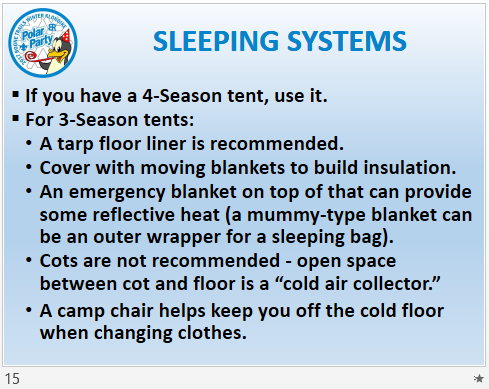 SLEEPING SYSTEMS
Polar
Party
▪ If you have a 4-Season tent, use it.
▪ For 3-Season tents:
• A tarp floor liner is recommended.
• Cover with moving blankets to build insulation.
• An emergency blanket on top of that can provide
some reflective heat (a mummy-type blanket can
be an outer wrapper for a sleeping bag).
• Cots are not recommended - open space
between cot and floor is a “cold air collector.”
• A camp chair helps keep you off the cold floor
when changing clothes.
15